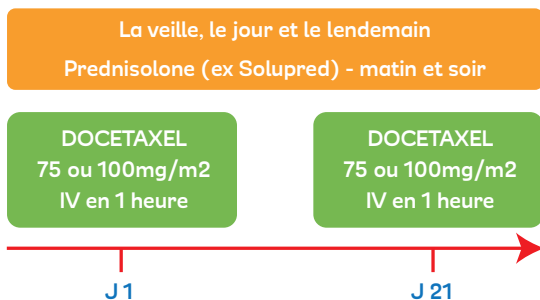 La veille, le jour et le lendemain
Prednisolone (ex Solupred) - matin et soir
DOCETAXEL
75 ou 100mg/m2
IV en 1 heure
DOCETAXEL
75 ou 100mg/m2
IV en 1 heure
J 1
J 21